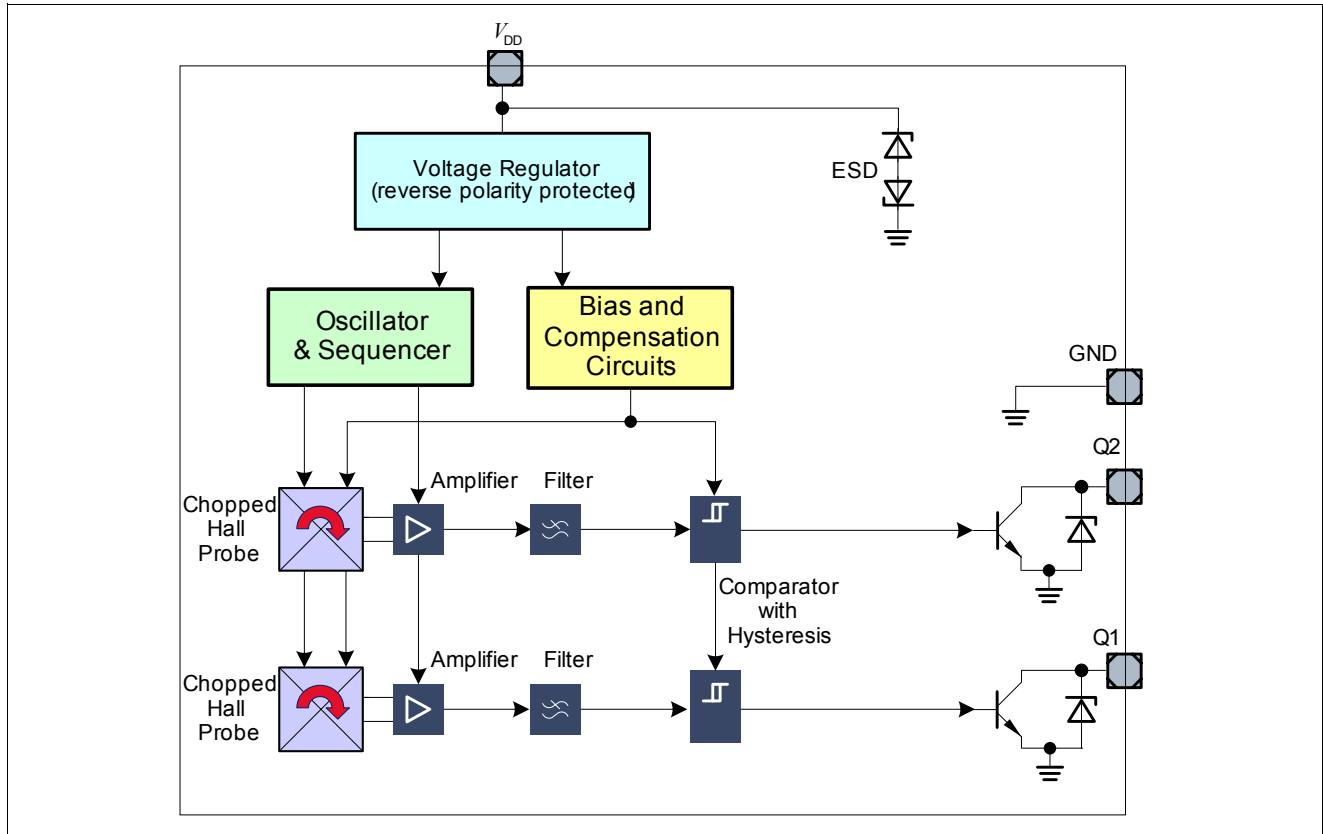 VDD
Voltage Regulator
(reverse polarity protected)
ESD
Oscillator
& Sequencer
Bias and
Compensation
Circuits
GND
Q2
Amplifier
Filter
Chopped
Hall
Probe
Comparator
with
Hysteresis
Q1
Amplifier
Filter
Chopped
Hall
Probe